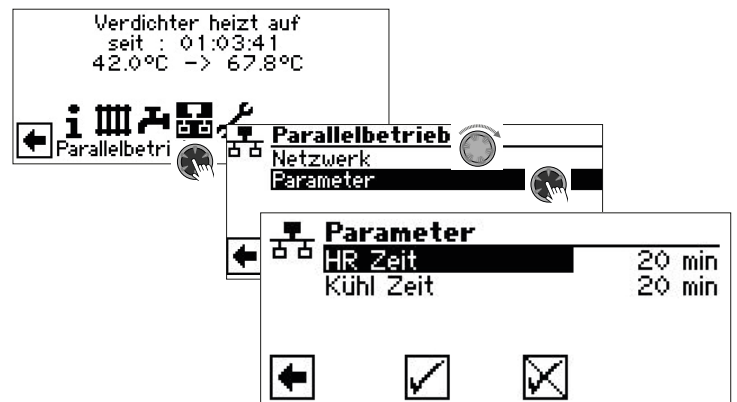 Verdichter heizt auf
seit : 01:03:41
42.0°C -> 67.8°C
Parallelbetri
Parallelbetrieb
Netzwerk
Parameter
Parameter
HR Zeit 20 min
Kühl Zeit 20 min